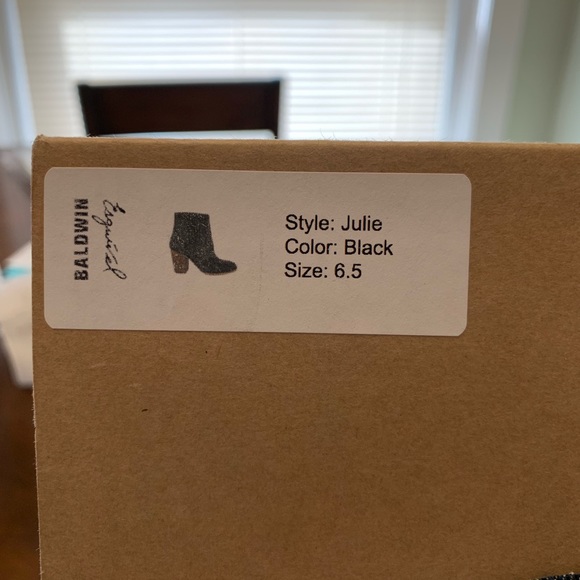 BALDWIN
Esquivel
Style: Julie
Color: Black
Size: 6.5